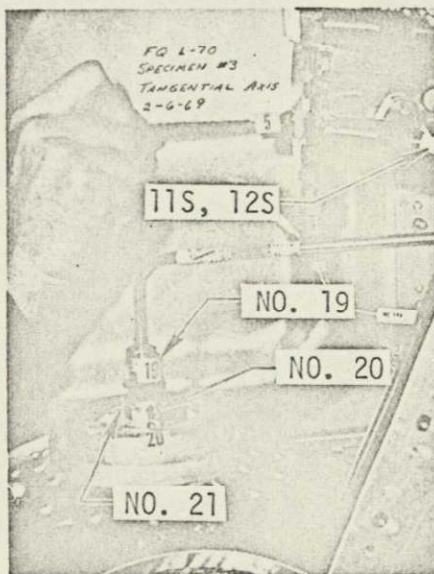 FQ L-70
SPECIMEN #3
TANGENTIAL AXIS
2-6-69
5
11S, 12S
NO. 19
19
NO. 20
20
NO. 21